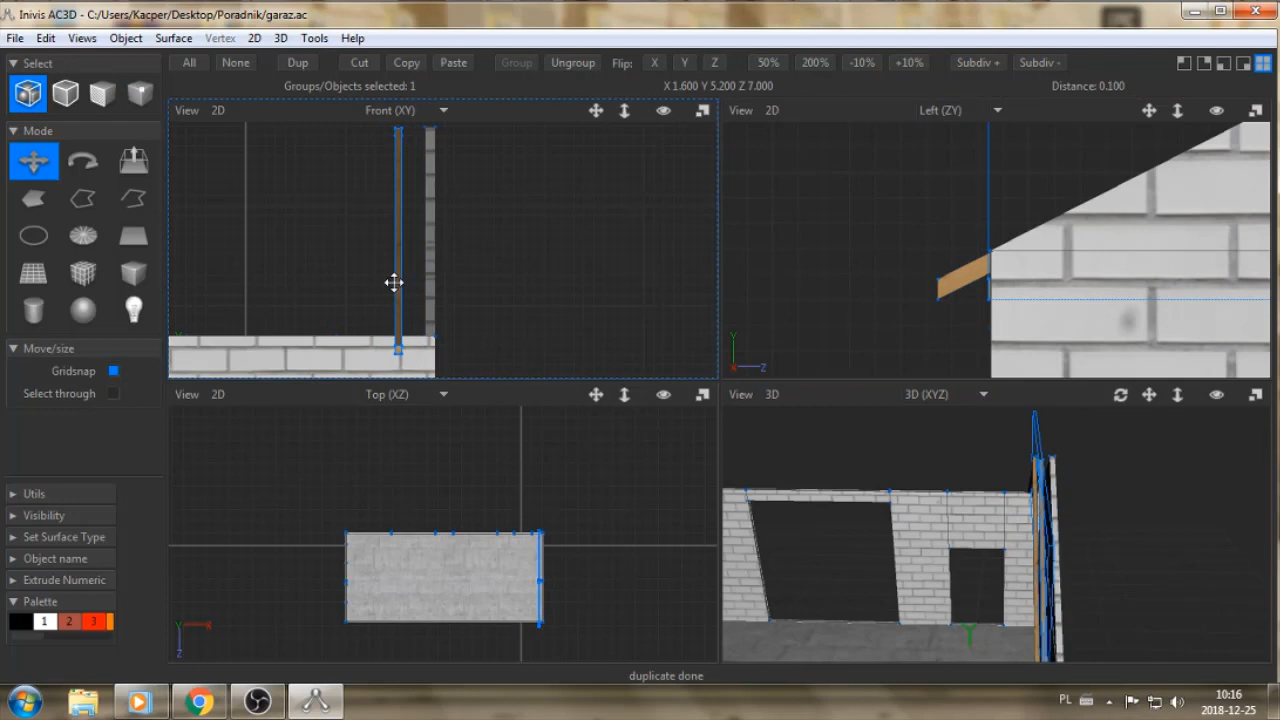 Inivis AC3D - C:/Users/Kacper/Desktop/Poradnik/garaz.ac
File Edit Views Object Surface Vertex 2D 3D Tools Help
Select All None Dup Cut Copy Paste Group Ungroup Flip: X Y Z 50% 200% -10% +10% Subdiv + Subdiv -
Groups/Objects selected: 1 X 1.600 Y 5.200 Z 7.000 Distance: 0.100
View 2D Front (XY) View 2D Left (ZY)
Mode
Y
Y
Z
Move/size
Gridsnap
Select through
View 2D Top (XZ) View 3D 3D (XYZ)
Utils
Visibility
Set Surface Type
Object name
Extrude Numeric
Palette
1 2 3
Y X
Z
Y
duplicate done
PL 10:16
2018-12-25